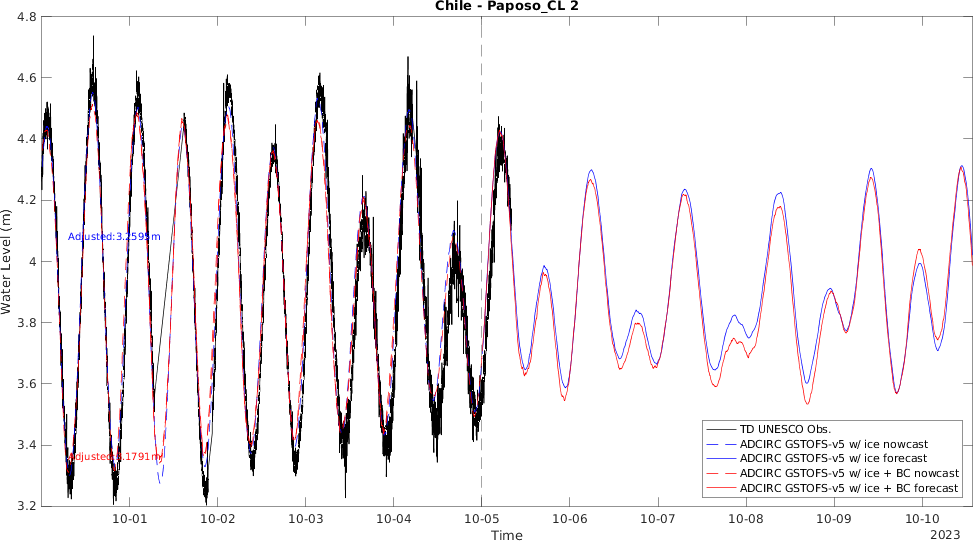 Chile - Paposo_CL 2
Water Level (m)
4.8
4.6
4.4
4.2
4
3.8
3.6
3.4
3.2
Adjusted:3.2595m
TD UNESCO Obs.
ADCIRC GSTOFS-v5 w/ ice nowcast
ADCIRC GSTOFS-v5 w/ ice forecast
ADCIRC GSTOFS-v5 w/ ice + BC nowcast
ADCIRC GSTOFS-v5 w/ ice + BC forecast
10-01 10-02 10-03 10-04 10-05 10-06 10-07 10-08 10-09 10-10
Time
2023